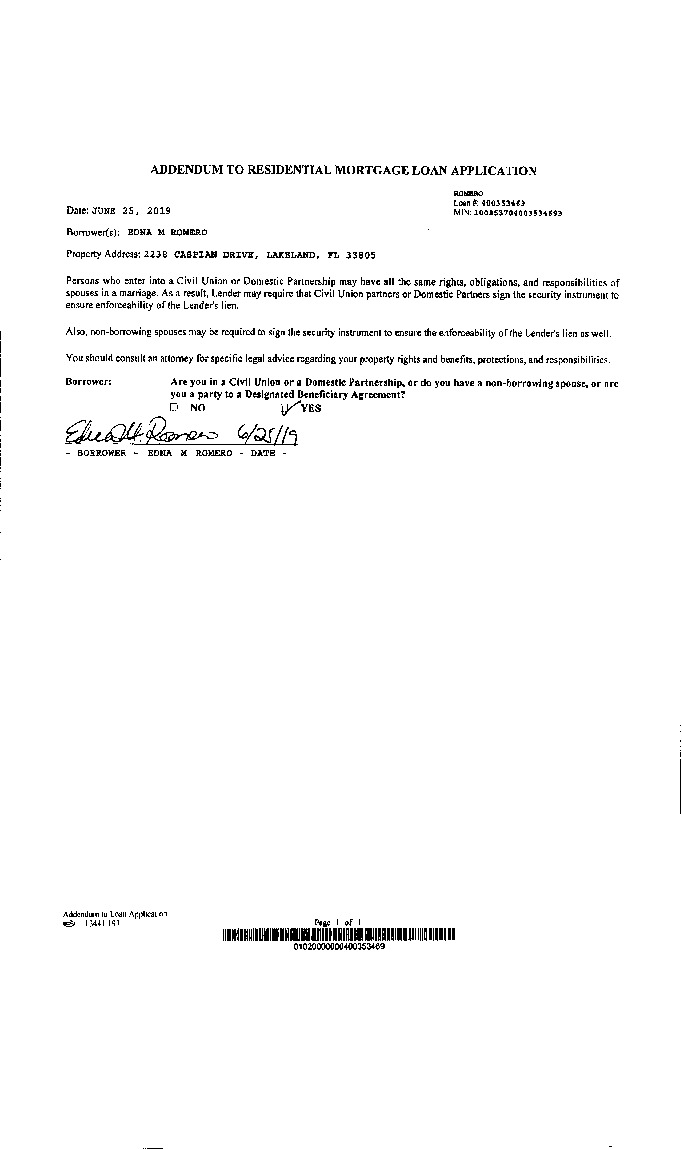 ADDENDUM TO RESIDENTIAL MORTGAGE LOAN APPLICATION
ROMERO
Loan #: 400353469
MIN: 100853704003534693
Date: JUNE 25, 2019
Borrower(s): EDNA M ROMERO
Property Address: 2238 CASPIAN DRIVE, LAKELAND, FL 33805
Persons who enter into a Civil Union or Domestic Partnership may have all the same rights, obligations, and responsibilities of
spouses in a marriage. As a result, Lender may require that Civil Union partners or Domestic Partners sign the security instrument to
ensure enforceability of the Lender's lien.
Also, non-borrowing spouses may be required to sign the security instrument to ensure the enforceability of the Lender's lien as well.
You should consult an attorney for specific legal advice regarding your property rights and benefits, protections, and responsibilities.
Borrower: Are you in a Civil Union or a Domestic Partnership, or do you have a non-borrowing spouse, or are
you a party to a Designated Beneficiary Agreement?
NO YES
Edna M. Romero 6/25/19
- BORROWER - EDNA M ROMERO - DATE -
Addendum to Loan Application
Page 1 of 1
0102000000400353469